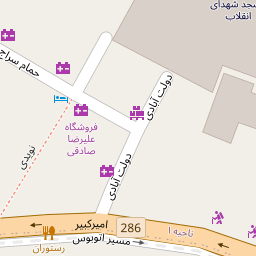 مسجد شهدای
انقلاب
حمام سراج
دولت آبادی
فروشگاه
علیرضا
صادقی
نویدی
دولت آبادی
ناحیه ۱
286
امیرکبیر
مسیر اتوبوس
رستوران